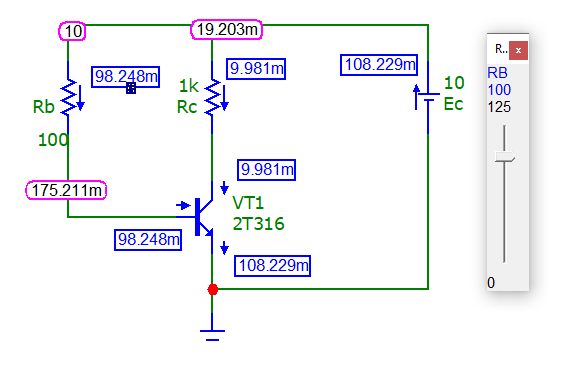 10
19.203m
98.248m
1k
Rc
9.981m
108.229m
10
Ec
Rb
100
175.211m
9.981m
VT1
2T316
98.248m
108.229m
R..
x
RB
100
125
0